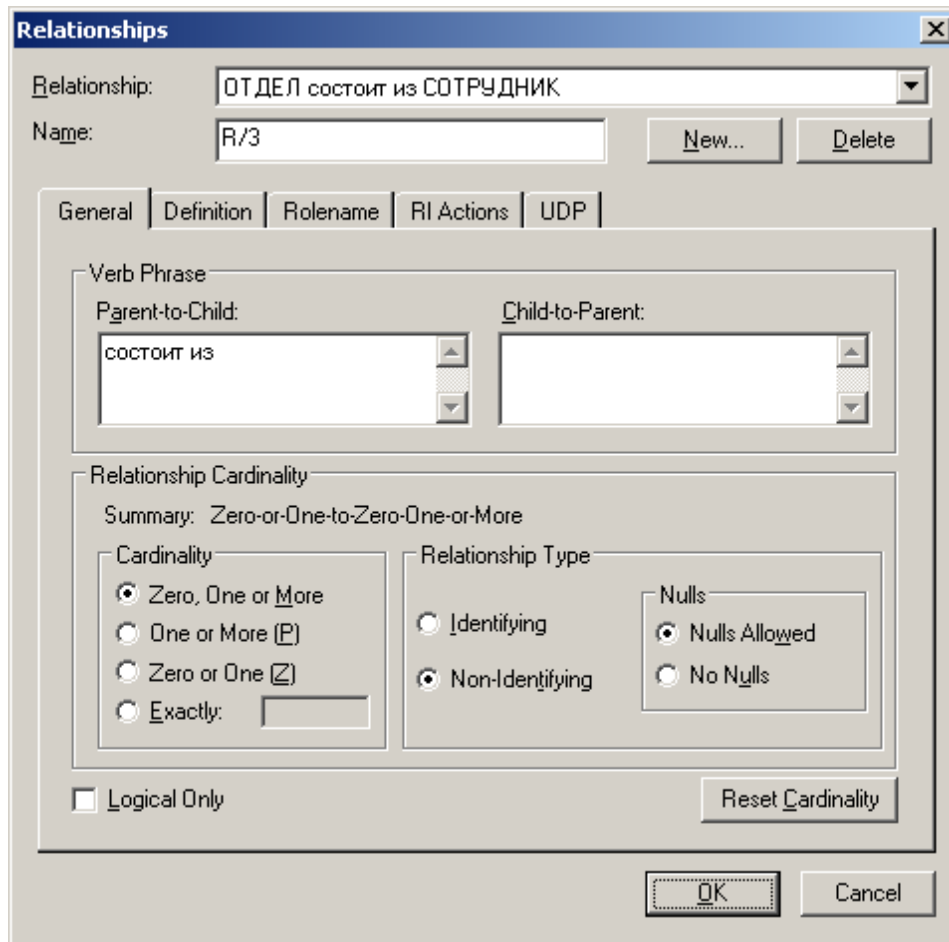 Relationships
Relationship: ОТДЕЛ состоит из СОТРУДНИК
Name: R/3 New... Delete
General Definition Rolename RI Actions UDP
Verb Phrase
Parent-to-Child: Child-to-Parent:
состоит из
Relationship Cardinality
Summary: Zero-or-One-to-Zero-One-or-More
Cardinality Relationship Type
Zero, One or More Nulls
One or More (P) Identifying Nulls Allowed
Zero or One (Z) Non-Identifying No Nulls
Exactly:
Logical Only Reset Cardinality
OK Cancel